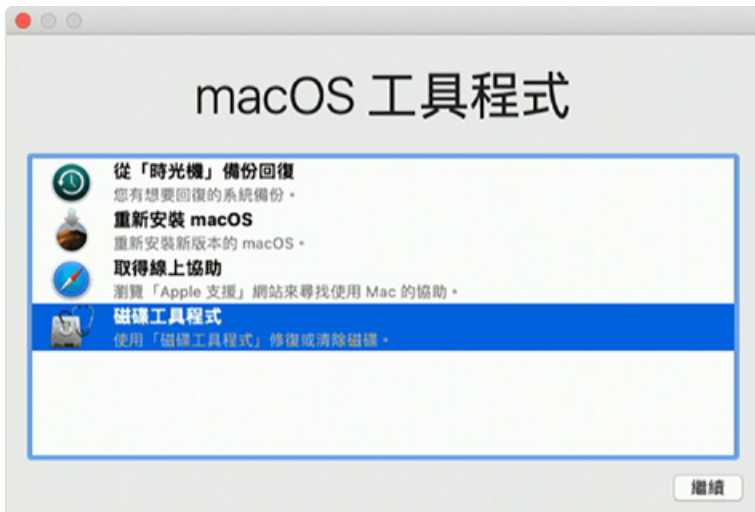 macOS 工具程式
從「時光機」備份回復
您有想要回復的系統備份。
重新安裝 macOS
重新安裝新版本的 macOS。
取得線上協助
瀏覽「Apple 支援」網站來尋找使用 Mac 的協助。
磁碟工具程式
使用「磁碟工具程式」修復或清除磁碟。
繼續